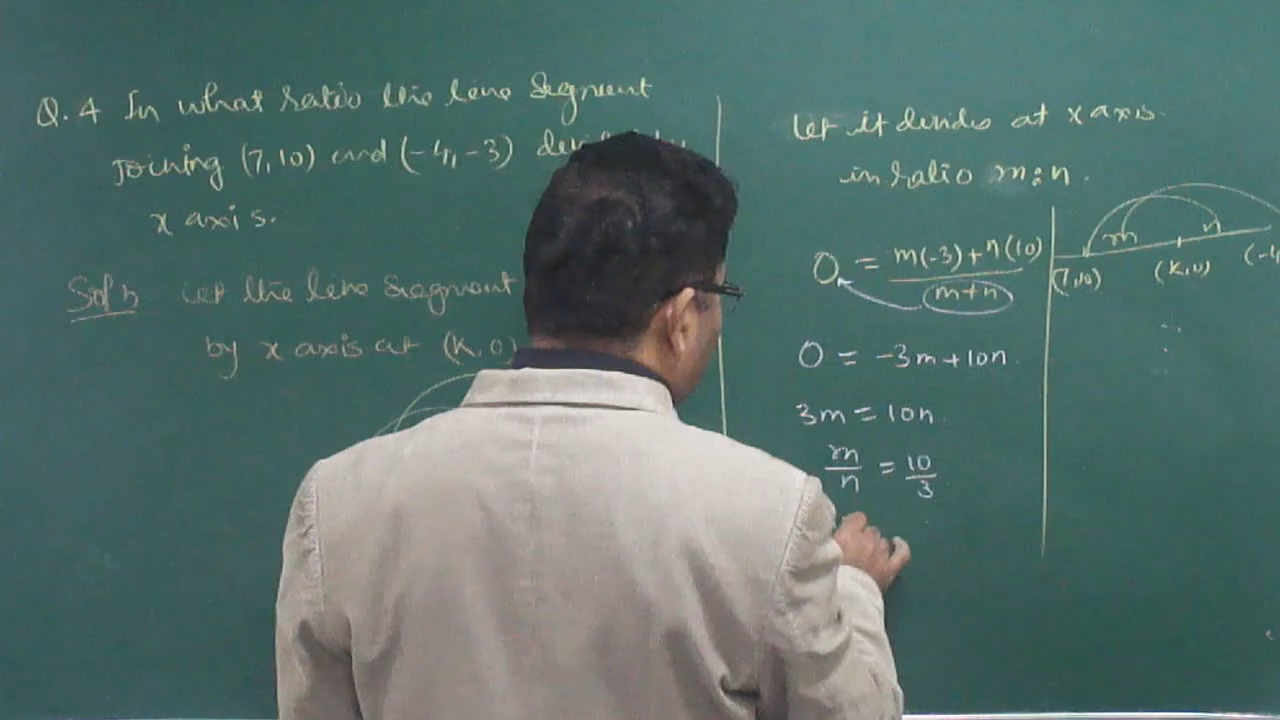 Q.4 In what ratio the line segment
Joining (7,10) and (-4,-3)
x axis.
Soln Let the line segment
by x axis at (K,0)
Let it divides at x axis.
in ratio m:n.
0 = m(-3)+n(10)
m+n
0 = -3m+10n
3m = 10n
m/n = 10/3
m n
(7,10) (K,0) (-4